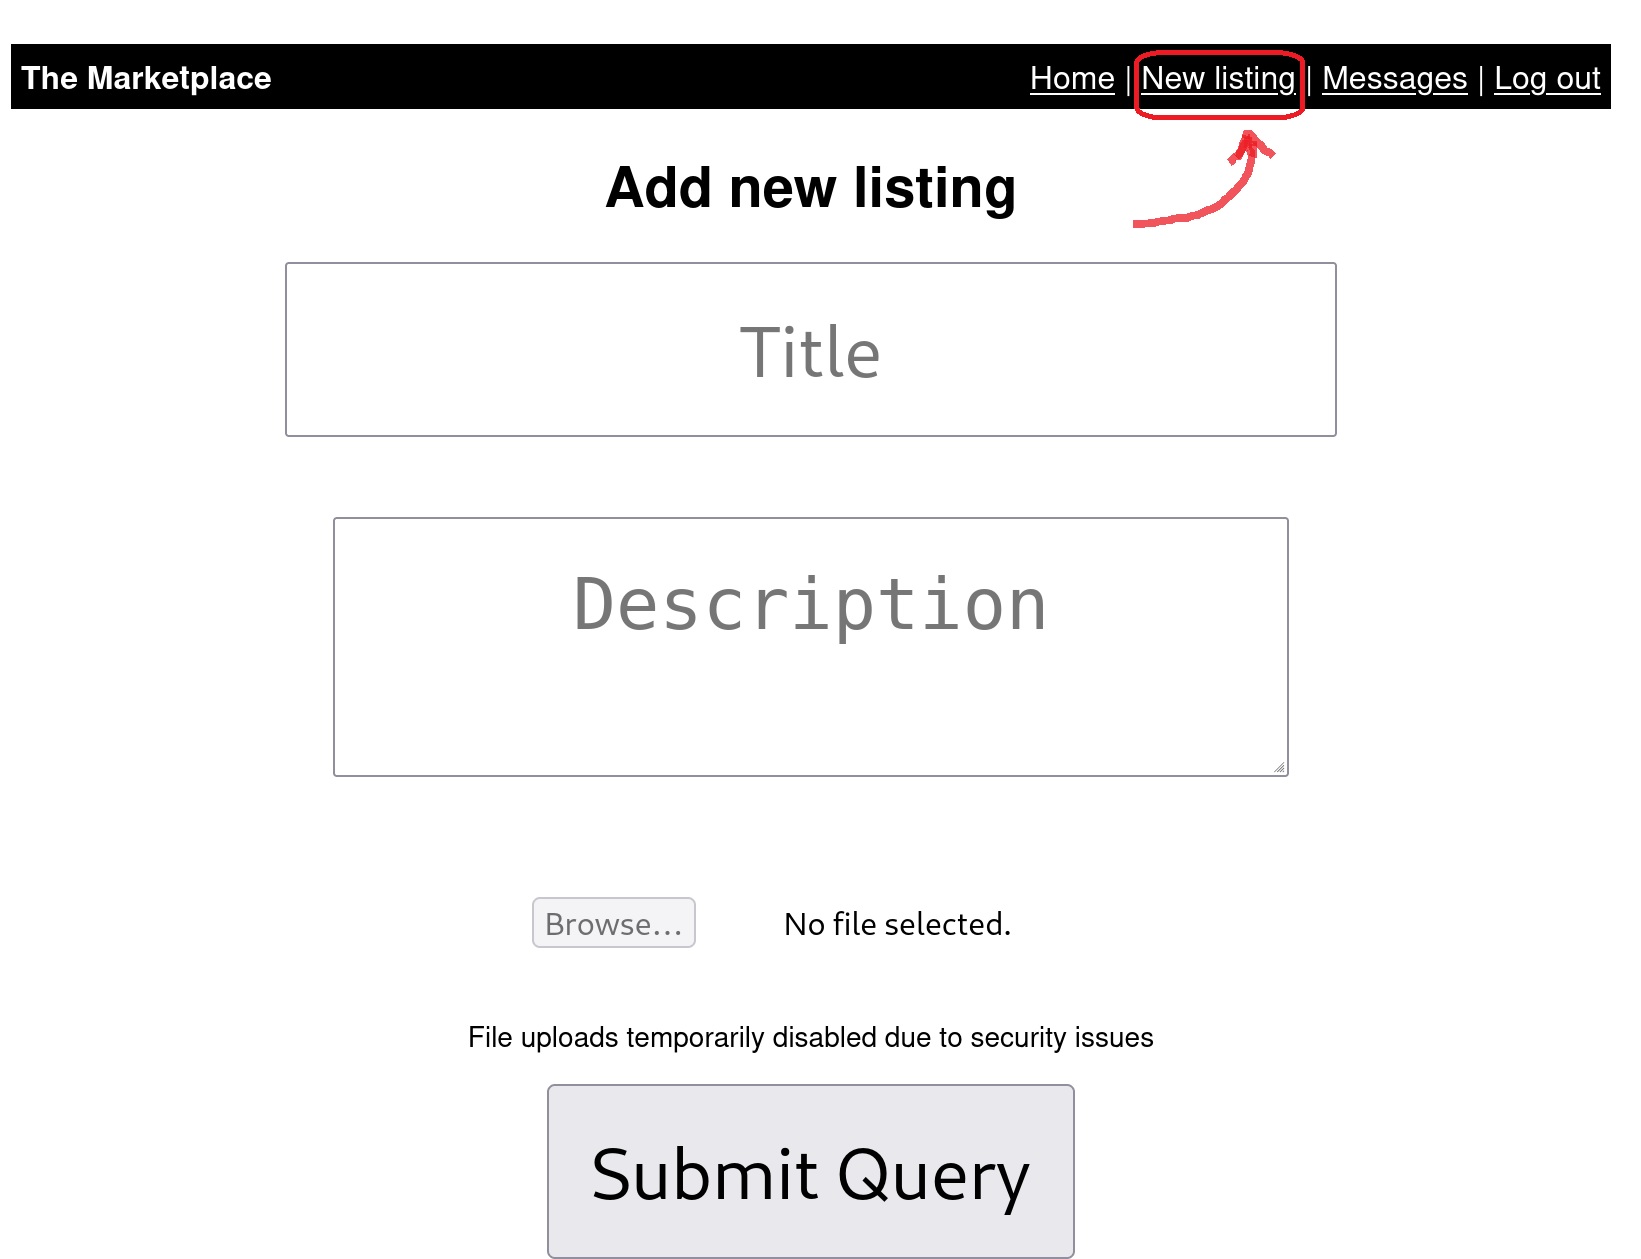 The Marketplace Home | New listing | Messages | Log out
Add new listing
Title
Description
Browse... No file selected.
File uploads temporarily disabled due to security issues
Submit Query